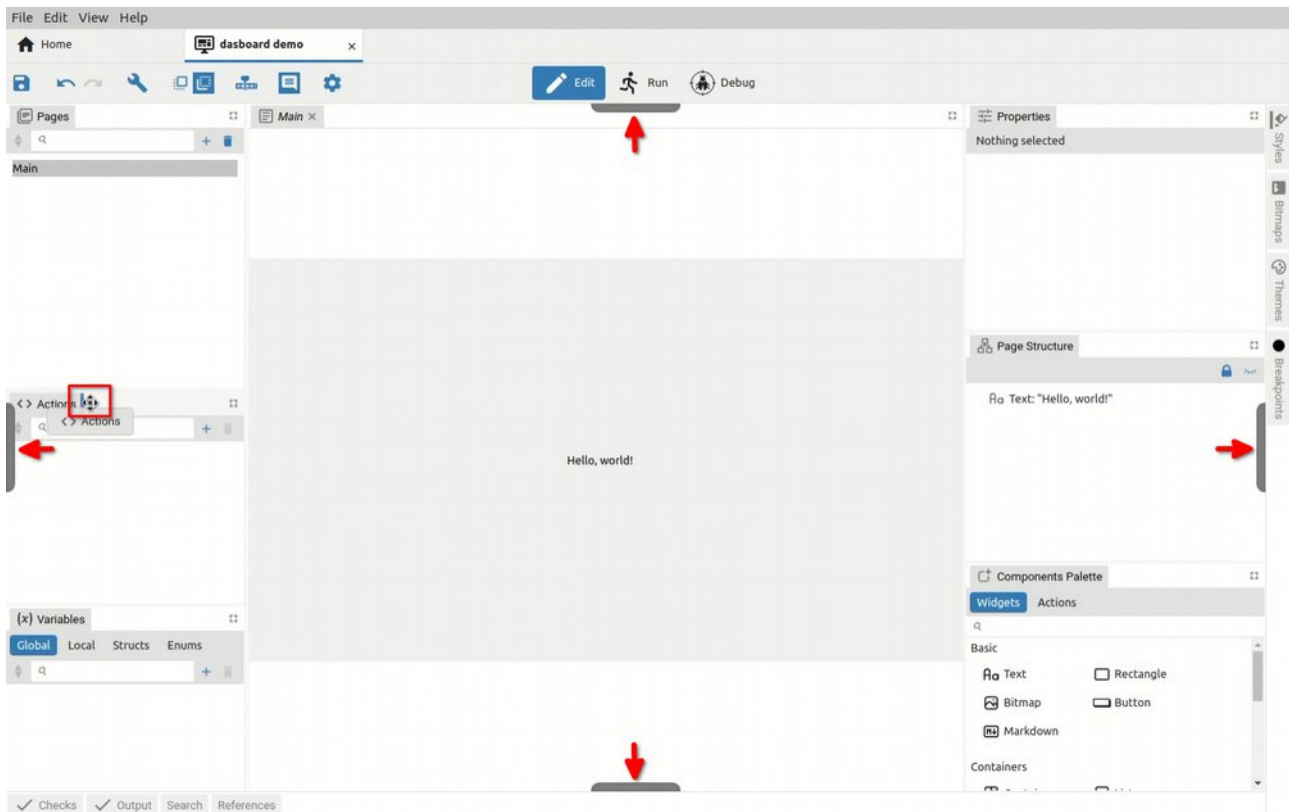 File Edit View Help
Home dasboard demo
Edit Run Debug
Pages
Main
Properties
Nothing selected
Styles
Bitmaps
Themes
Breakpoints
Main
Actions
Actions
Hello, world!
Page Structure
Text: "Hello, world!"
(x) Variables
Global Local Structs Enums
Components Palette
Widgets Actions
Basic
Text Rectangle
Bitmap Button
Markdown
Containers
Checks Output Search References